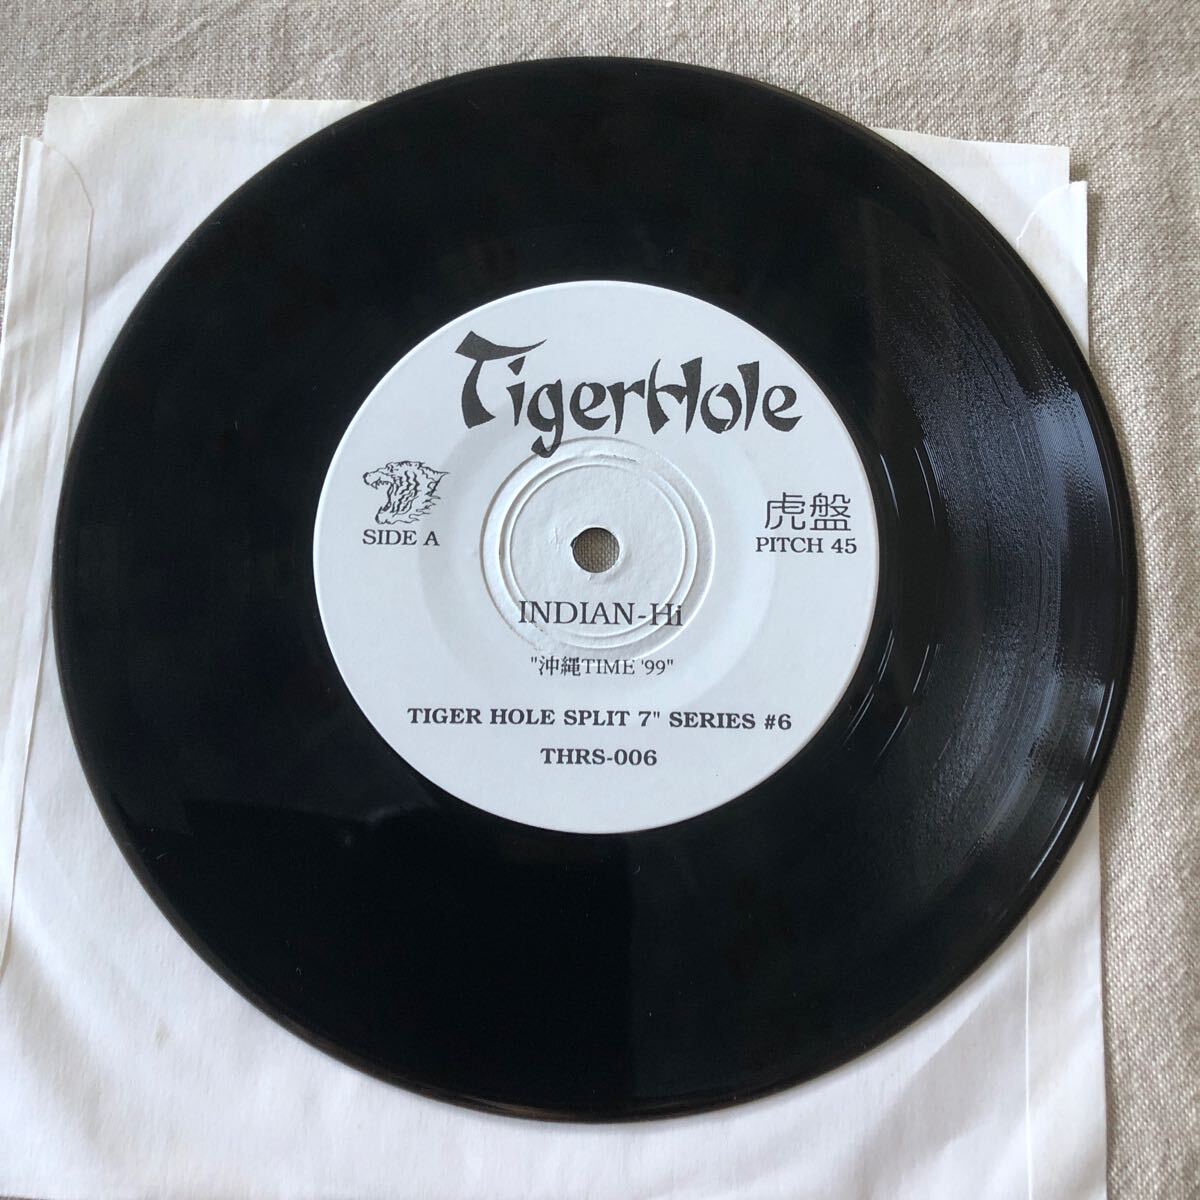 TigerHole
SIDE A
虎盤
PITCH 45
INDIAN-Hi
"沖縄TIME '99"
TIGER HOLE SPLIT 7" SERIES #6
THRS-006